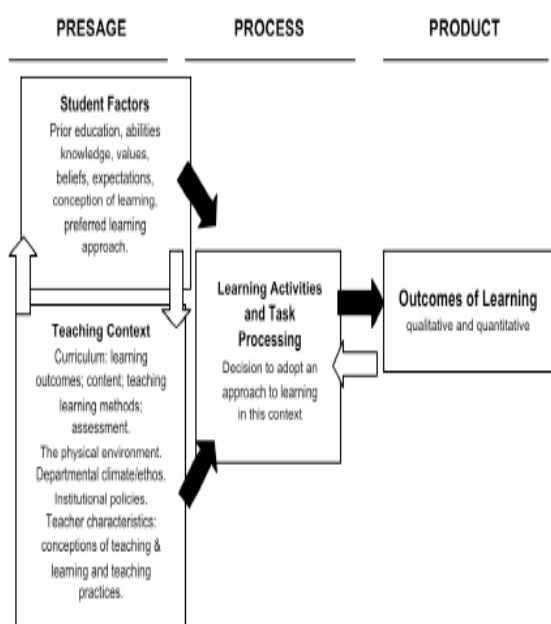 PRESAGE
PROCESS
PRODUCT
Student Factors
Prior education, abilities
knowledge, values,
beliefs, expectations,
conception of learning,
preferred learning
approach.
Teaching Context
Curriculum: learning
outcomes; content; teaching
learning methods;
assessment.
The physical environment.
Departmental climate/ethos.
Institutional policies.
Teacher characteristics:
conceptions of teaching &
learning and teaching
practices.
Learning Activities
and Task
Processing
Decision to adopt an
approach to learning
in this context
Outcomes of Learning
qualitative and quantitative